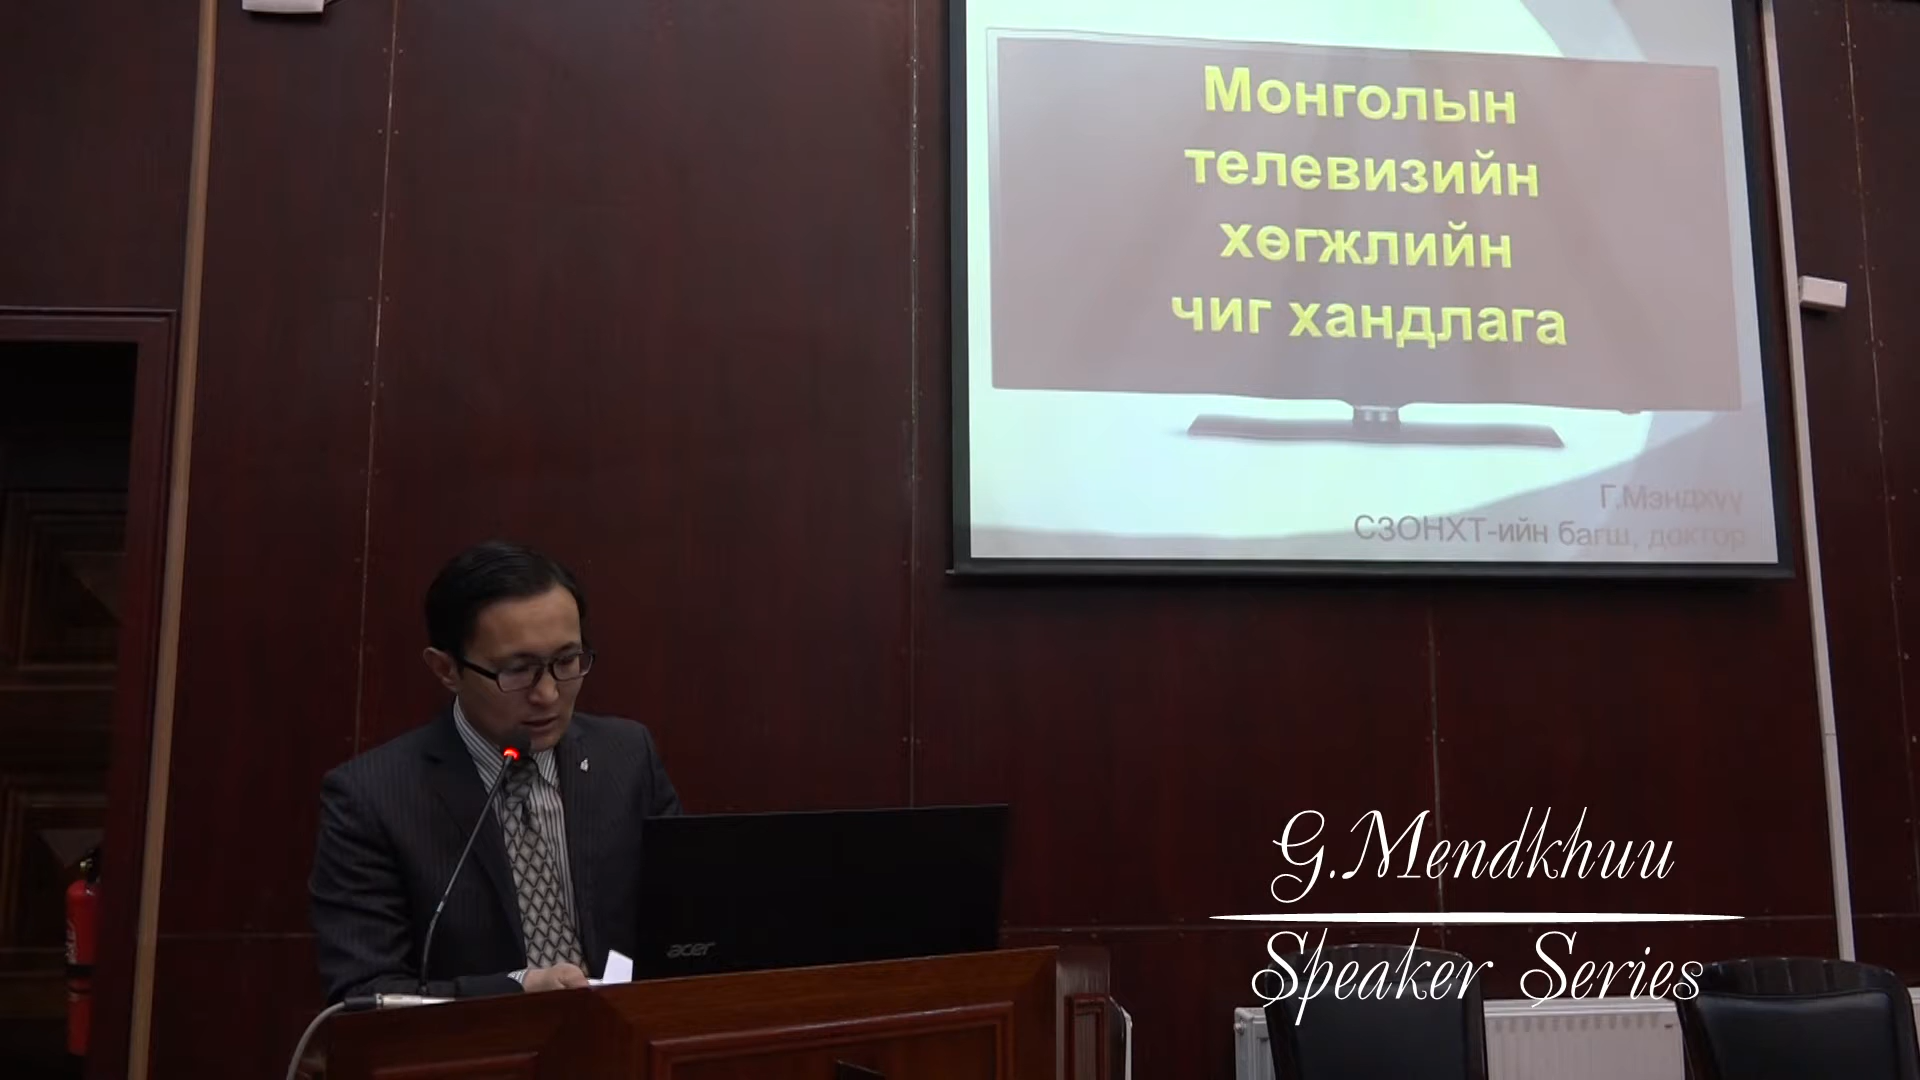 Монголын
телевизийн
хөгжлийн
чиг хандлага
Г.Мэндхүү
СЗОНХТ-ийн багш, доктор
acer
G.Mendkhuu
Speaker Series